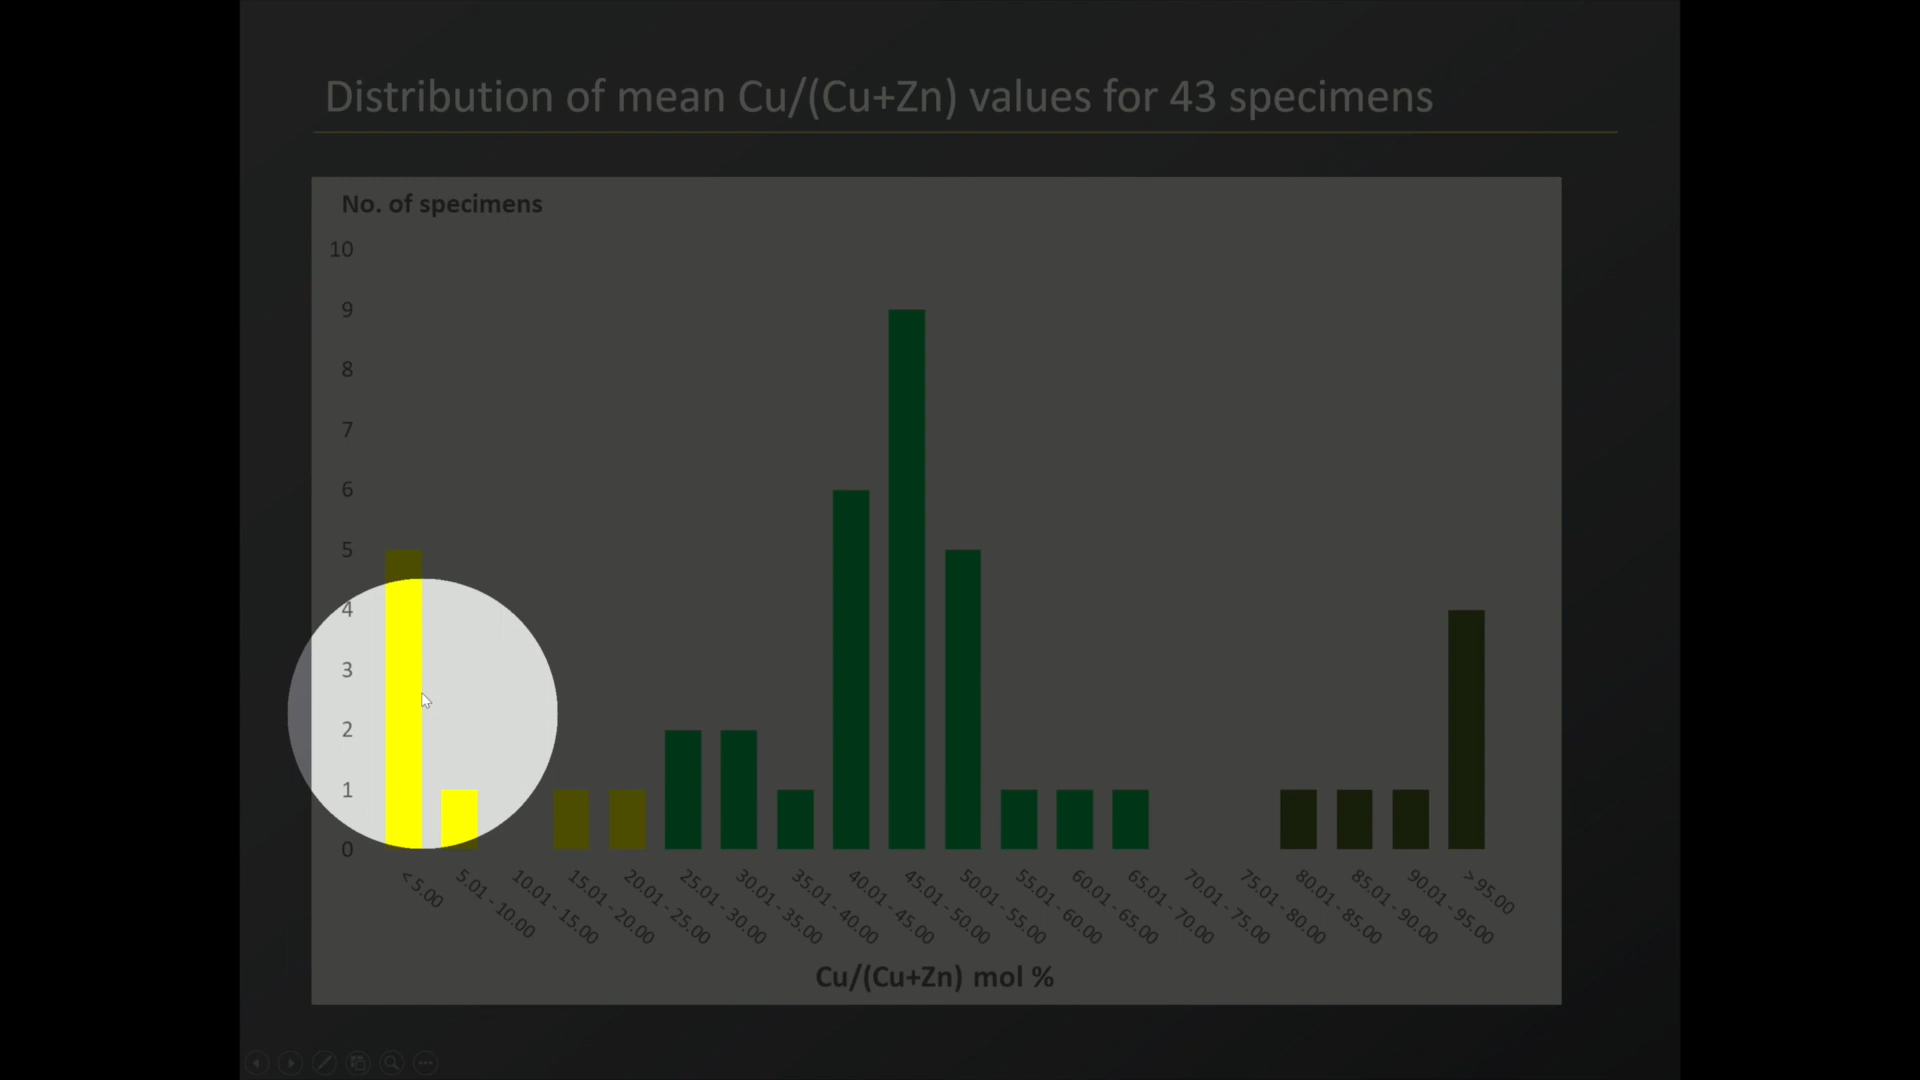 Distribution of mean Cu/(Cu+Zn) values for 43 specimens
No. of specimens
10
9
8
7
6
5
4
3
2
1
0
< 5.00
5.01 - 10.00
10.01 - 15.00
15.01 - 20.00
20.01 - 25.00
25.01 - 30.00
30.01 - 35.00
35.01 - 40.00
40.01 - 45.00
45.01 - 50.00
50.01 - 55.00
55.01 - 60.00
60.01 - 65.00
65.01 - 70.00
70.01 - 75.00
75.01 - 80.00
80.01 - 85.00
85.01 - 90.00
90.01 - 95.00
> 95.00
Cu/(Cu+Zn) mol %